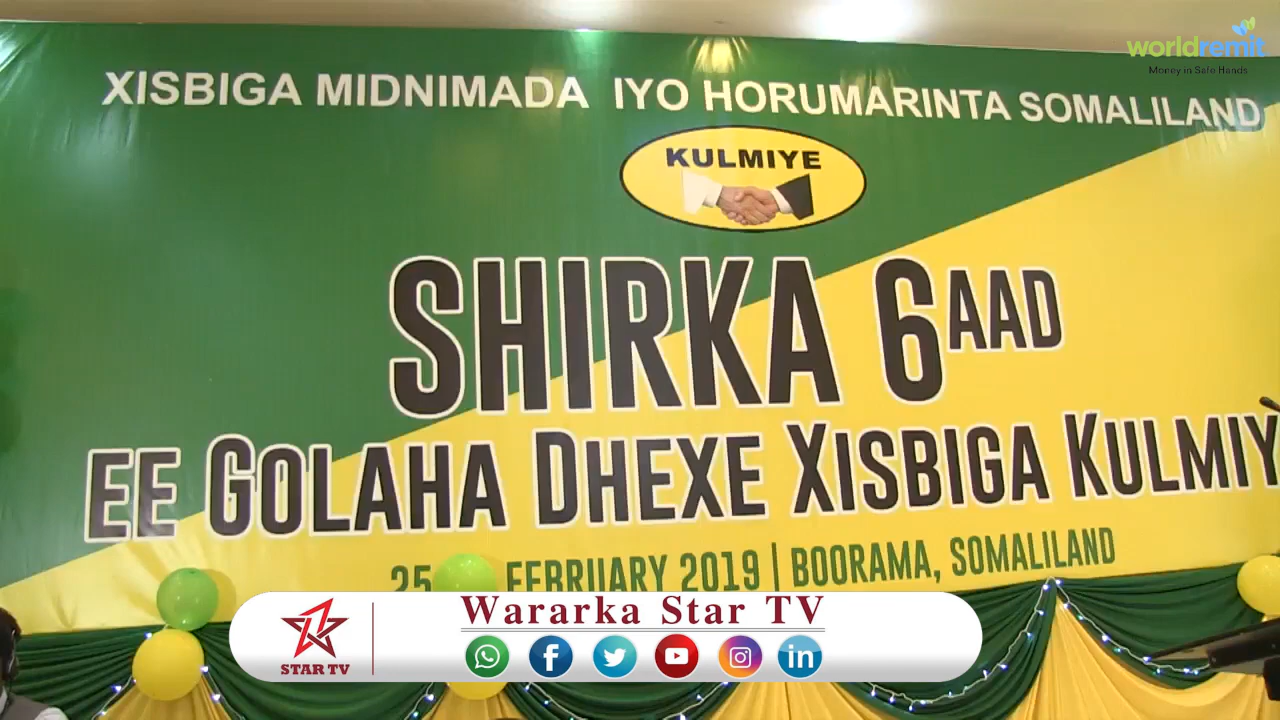 worldremit
Money in Safe Hands
XISBIGA MIDNIMADA IYO HORUMARINTA SOMALILAND
KULMIYE
SHIRKA 6AAD
EE GOLAHA DHEXE XISBIGA KULMIY
25 FEBRUARY 2019 | BOORAMA, SOMALILAND
Wararka Star TV
STAR TV